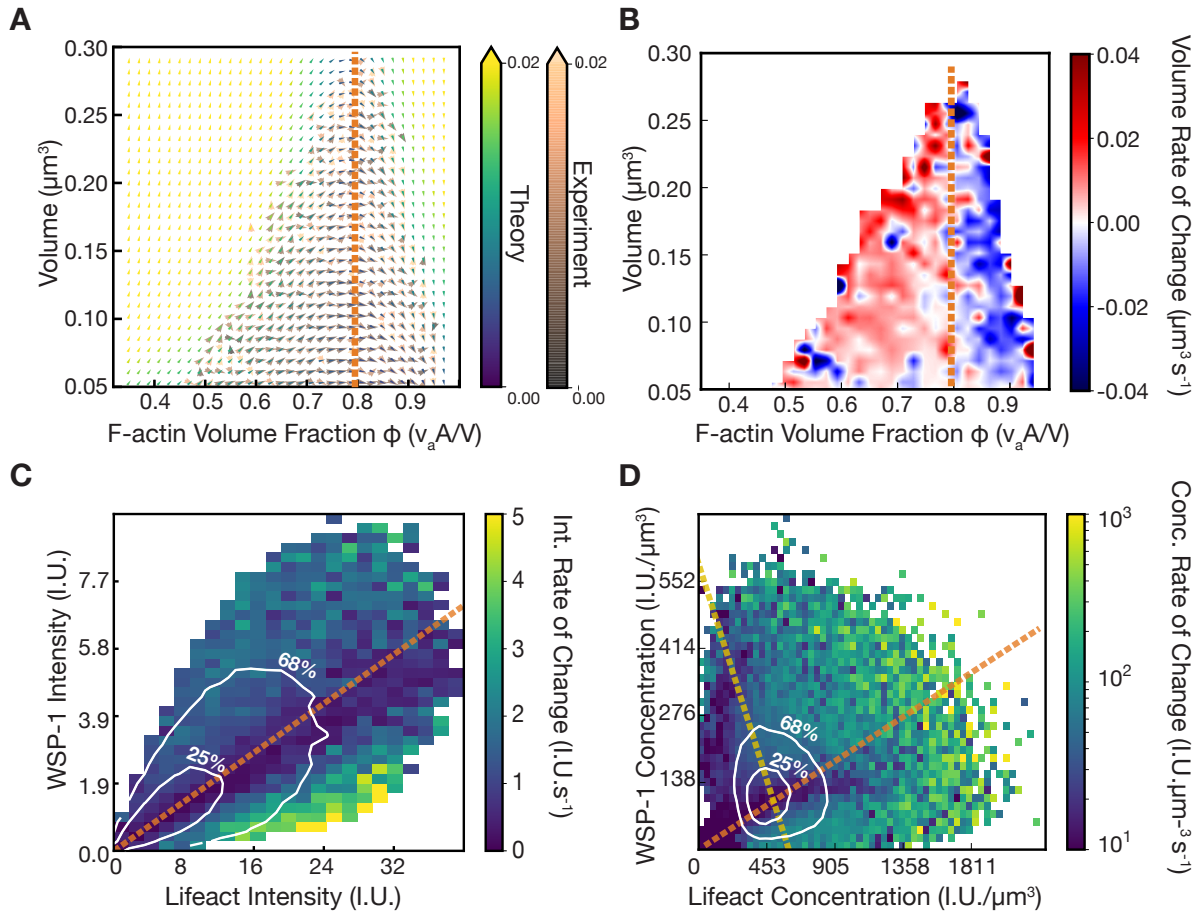 A
0.30
0.25
0.20
0.15
0.10
0.05
Volume (μm³)
0.4 0.5 0.6 0.7 0.8 0.9
F-actin Volume Fraction ϕ (vₐA/V)
0.02
0.00
Theory
0.02
0.00
Experiment
B
0.30
0.25
0.20
0.15
0.10
0.05
Volume (μm³)
0.4 0.5 0.6 0.7 0.8 0.9
F-actin Volume Fraction ϕ (vₐA/V)
0.04
0.02
0.00
-0.02
-0.04
Volume Rate of Change (μm³ s⁻¹)
C
7.7
5.8
3.9
1.9
0.0
WSP-1 Intensity (I.U.)
68%
25%
0 8 16 24 32
Lifeact Intensity (I.U.)
5
4
3
2
1
0
Int. Rate of Change (I.U.s⁻¹)
D
552
414
276
138
WSP-1 Concentration (I.U./μm³)
68%
25%
0 453 905 1358 1811
Lifeact Concentration (I.U./μm³)
10³
10²
10¹
Conc. Rate of Change (I.U.μm-³ s⁻¹)